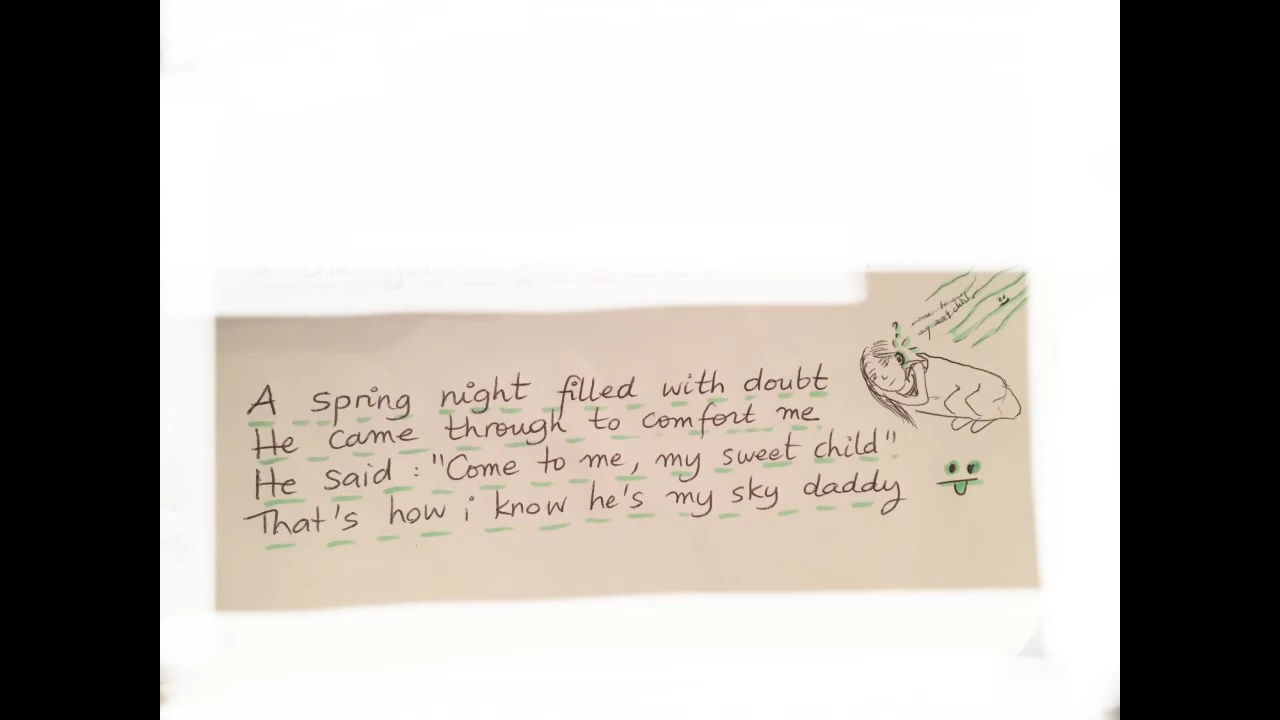 A spring night filled with doubt
He came through to comfort me
He said : "Come to me, my sweet child"
That's how i know he's my sky daddy